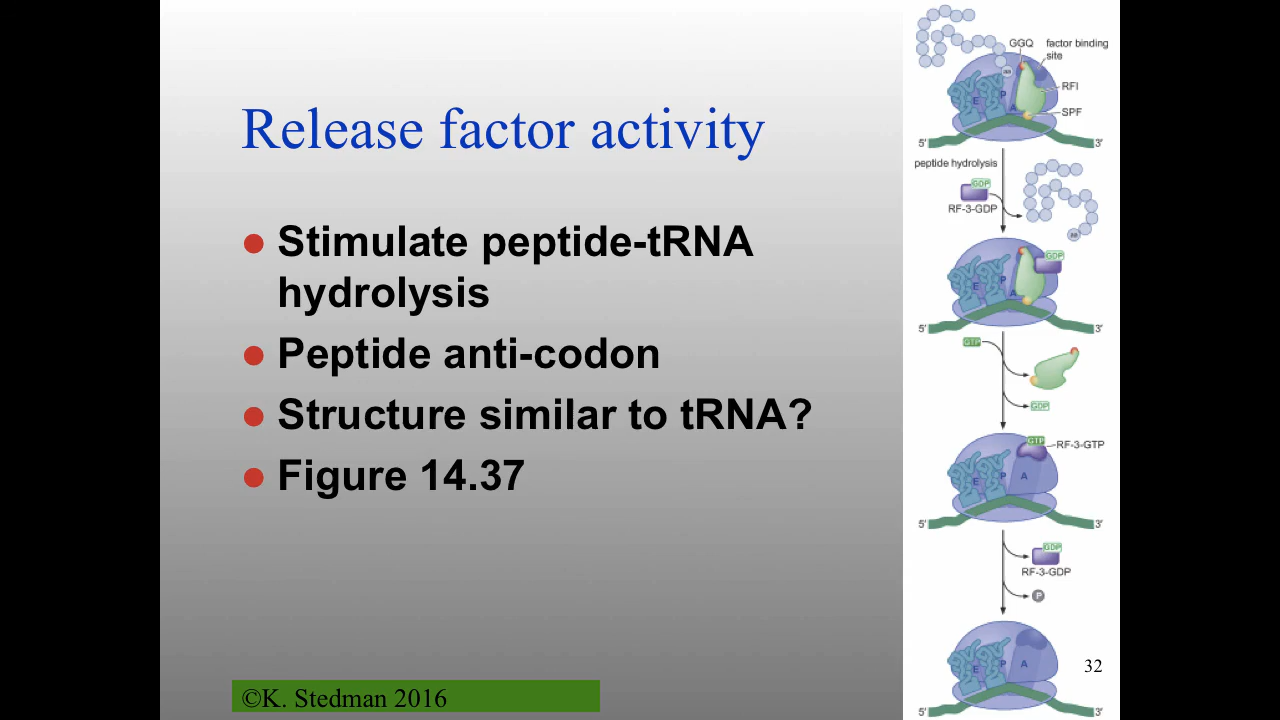 Release factor activity
Stimulate peptide-tRNA
hydrolysis
Peptide anti-codon
Structure similar to tRNA?
Figure 14.37
©K. Stedman 2016
GGQ
factor binding
site
aa
RFI
E
P
A
SPF
5'
3'
peptide hydrolysis
GDP
RF-3-GDP
aa
GDP
E
P
A
5'
3'
GTP
GDP
GTP
RF-3-GTP
E
P
A
5'
3'
GDP
RF-3-GDP
P
E
P
A
32
5'
3'